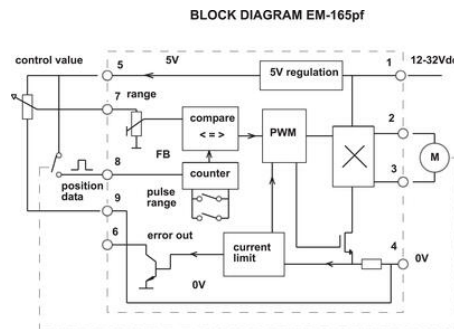 BLOCK DIAGRAM EM-165pf
control value
5
5V
5V regulation
1
12-32Vdc
7
range
compare
< = >
PWM
2
M
3
8
FB
counter
position
data
pulse
range
9
6
error out
current
limit
4
0V
0V